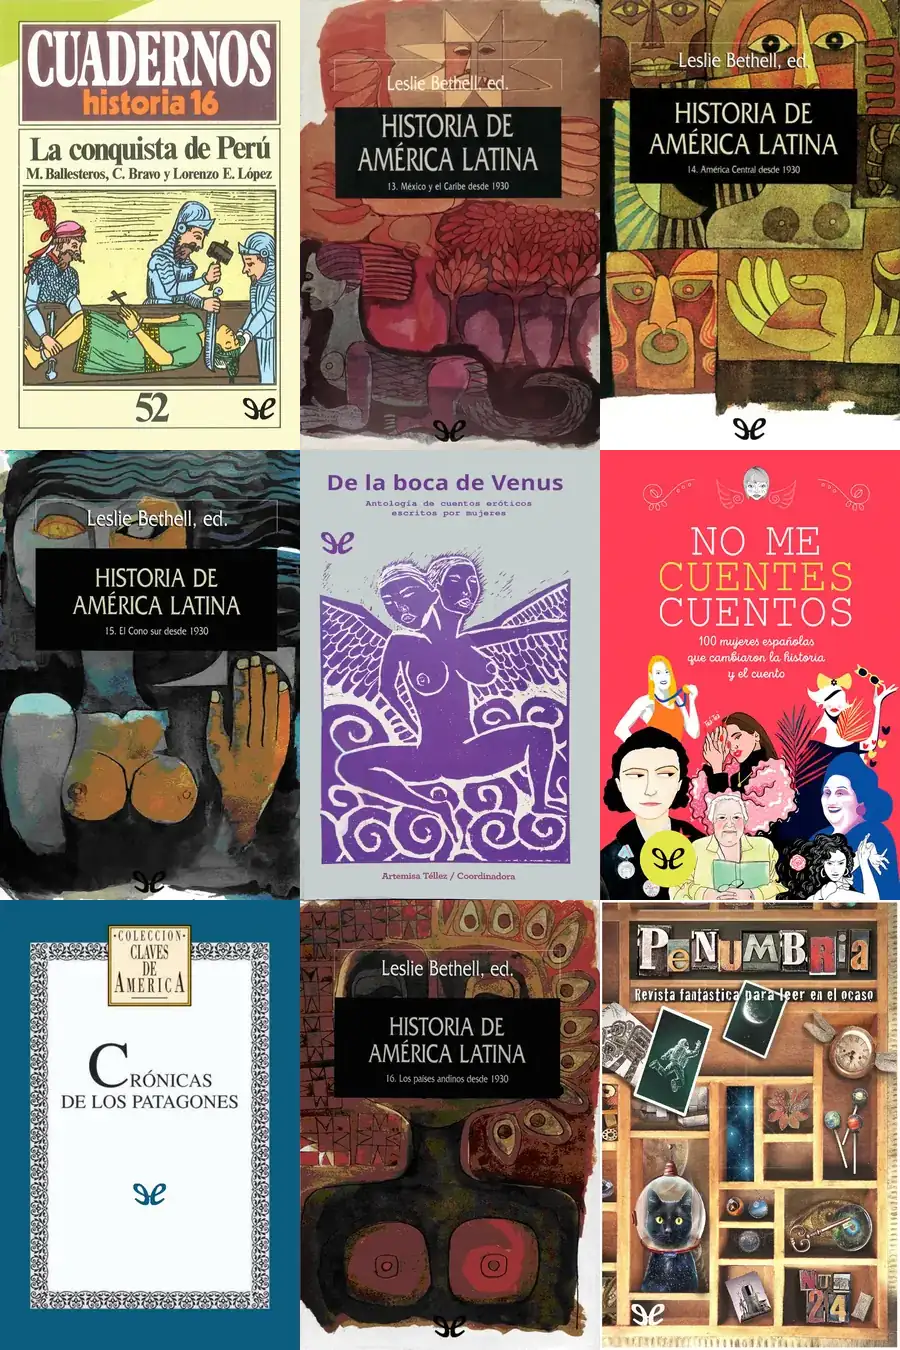 CUADERNOS
historia 16
La conquista de Perú
M. Ballesteros, C. Bravo y Lorenzo E. López
52
Leslie Bethell, ed.
HISTORIA DE
AMÉRICA LATINA
13. México y el Caribe desde 1930
Leslie Bethell, ed.
HISTORIA DE
AMÉRICA LATINA
14. América Central desde 1930
Leslie Bethell, ed.
HISTORIA DE
AMÉRICA LATINA
15. El Cono sur desde 1930
De la boca de Venus
Antología de cuentos eróticos
escritos por mujeres
Artemisa Téllez / Coordinadora
NO ME
CUENTES
CUENTOS
100 mujeres españolas
que cambiaron la historia
y el cuento
·COLECCION·
CLAVES
DE
AMERICA
CRÓNICAS
DE LOS PATAGONES
Leslie Bethell, ed.
HISTORIA DE
AMÉRICA LATINA
16. Los países andinos desde 1930
PENUMBRIA
Revista fantástica para leer en el ocaso
NUM
24